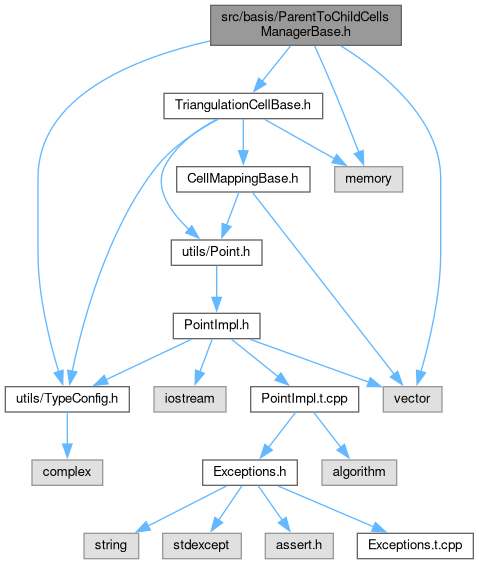 src/basis/ParentToChildCells
ManagerBase.h
TriangulationCellBase.h
CellMappingBase.h
memory
utils/Point.h
PointImpl.h
utils/TypeConfig.h
iostream
PointImpl.t.cpp
vector
complex
Exceptions.h
algorithm
string
stdexcept
assert.h
Exceptions.t.cpp